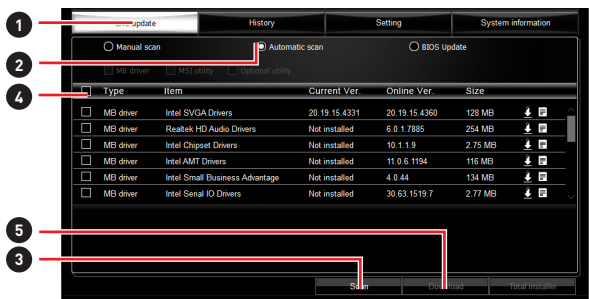 1 Live update History Setting System information
Manual scan Automatic scan BIOS Update
2
MB driver MSI utility Optional utility
4 Type Item Current Ver. Online Ver. Size
MB driver Intel SVGA Drivers 20.19.15.4331 20.19.15.4360 128 MB
MB driver Realtek HD Audio Drivers Not installed 6.0.1.7885 254 MB
MB driver Intel Chipset Drivers Not installed 10.1.1.9 2.75 MB
MB driver Intel AMT Drivers Not installed 11.0.6.1194 116 MB
MB driver Intel Small Business Advantage Not installed 4.0.44 134 MB
MB driver Intel Serial IO Drivers Not installed 30.63.1519.7 2.77 MB
5
3
Scan Download Total installer